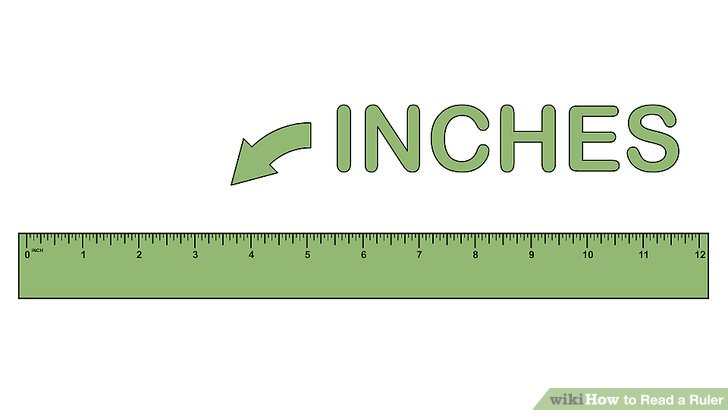 INCHES
0 INCH 1 2 3 4 5 6 7 8 9 10 11 12
wikiHow to Read a Ruler